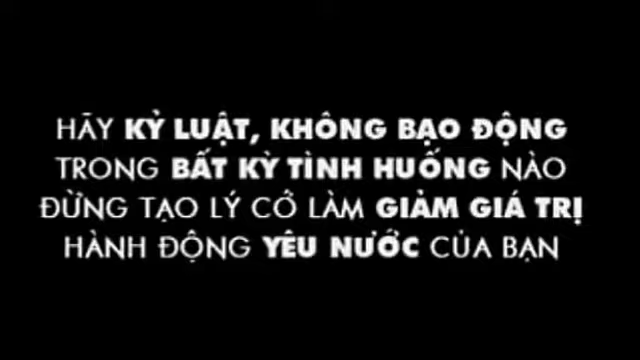 HÃY KỶ LUẬT, KHÔNG BẠO ĐỘNG
TRONG BẤT KỲ TÌNH HUỐNG NÀO
ĐỪNG TẠO LÝ CỚ LÀM GIẢM GIÁ TRỊ
HÀNH ĐỘNG YÊU NƯỚC CỦA BẠN